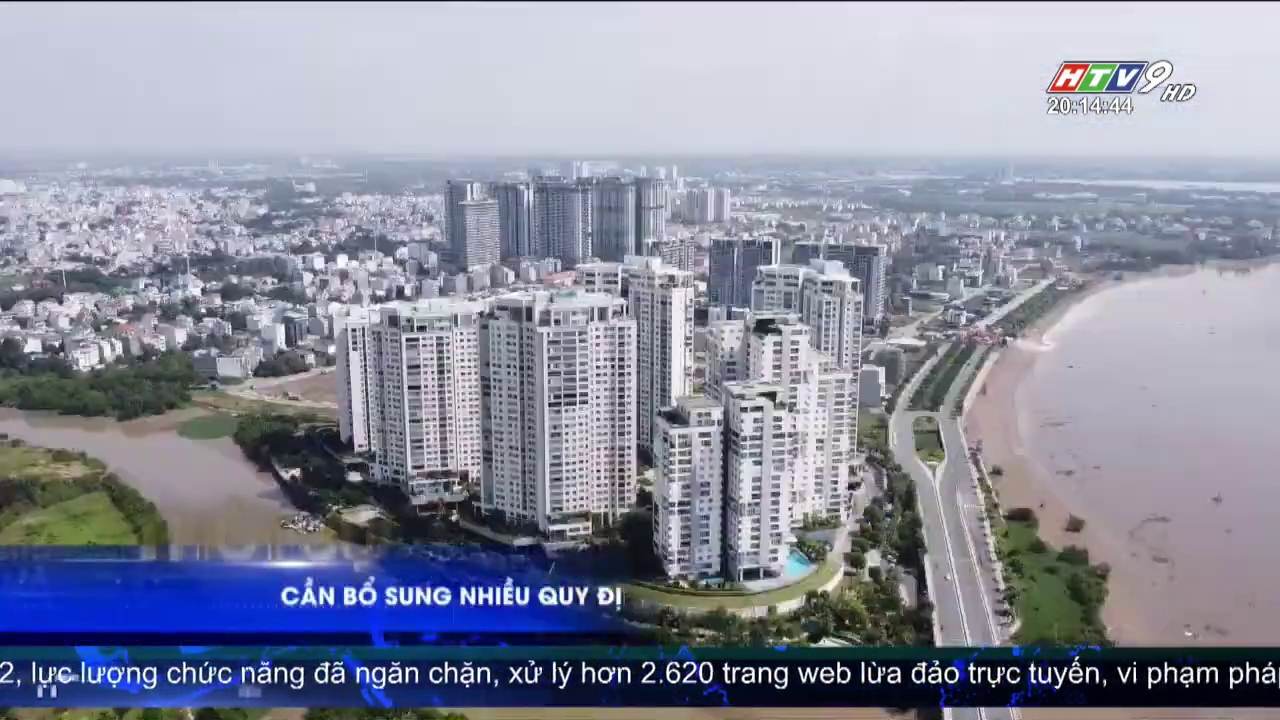 HTV9 HD
20:14:44
CẦN BỔ SUNG NHIỀU QUY ĐỊ
2, lực lượng chức năng đã ngăn chặn, xử lý hơn 2.620 trang web lừa đảo trực tuyến, vi phạm pháp